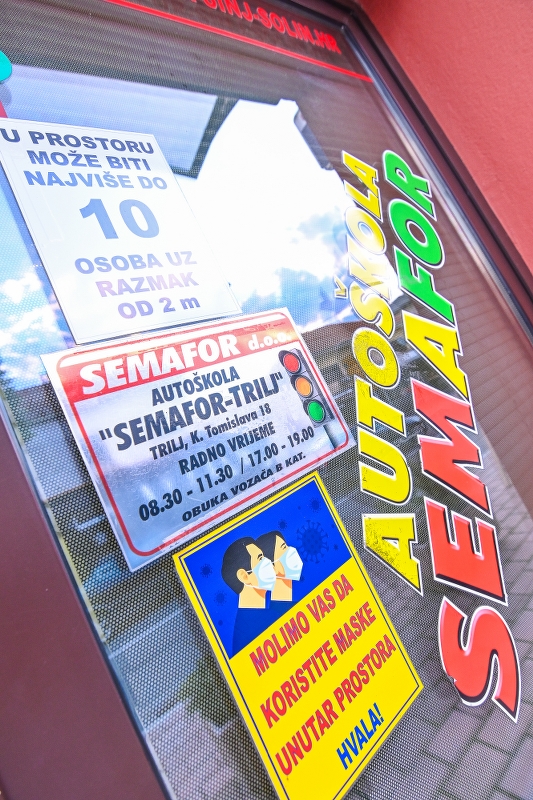 U PROSTORU
MOŽE BITI
NAJVIŠE DO
10
OSOBA UZ
RAZMAK
OD 2 m
SEMAFOR d.o.o.
AUTOŠKOLA
"SEMAFOR-TRILJ"
TRILJ, K. Tomislava 18
RADNO VRIJEME
08.30 - 11.30 / 17.00 - 19.00
OBUKA VOZAČA B KAT.
MOLIMO VAS DA
KORISTITE MASKE
UNUTAR PROSTORA
HVALA!
AUTOŠKOLA
SEMAFOR